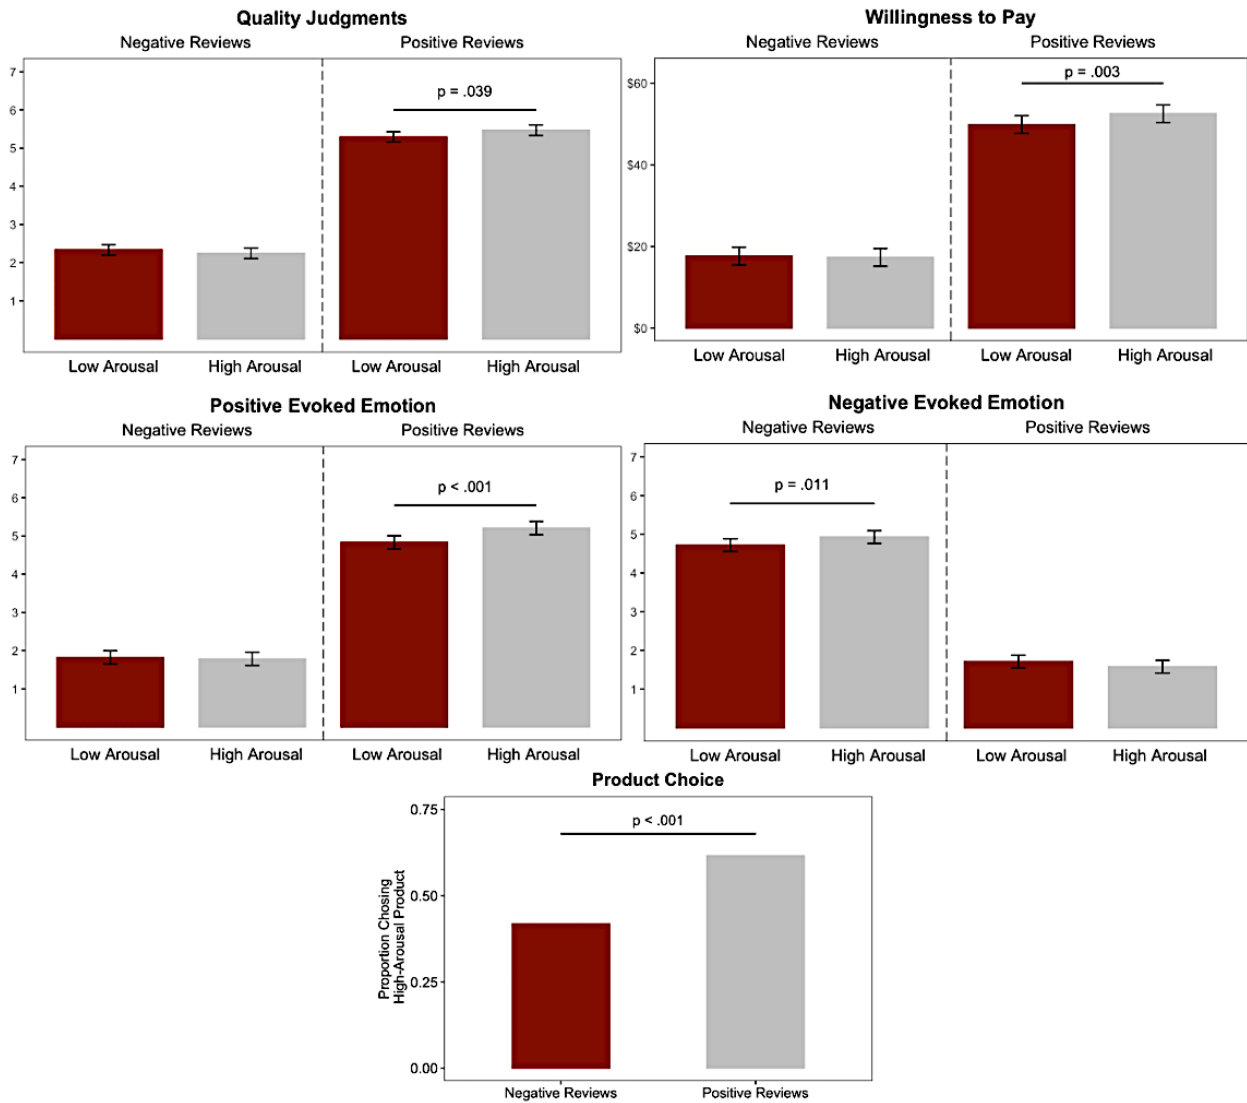 Quality Judgments
Negative Reviews Positive Reviews
7
6
5
4
3
2
1
p = .039
Low Arousal High Arousal Low Arousal High Arousal
Willingness to Pay
Negative Reviews Positive Reviews
$60
$40
$20
$0
p = .003
Low Arousal High Arousal Low Arousal High Arousal
Positive Evoked Emotion
Negative Reviews Positive Reviews
7
6
5
4
3
2
1
p < .001
Low Arousal High Arousal Low Arousal High Arousal
Negative Evoked Emotion
Negative Reviews Positive Reviews
7
6
5
4
3
2
1
p = .011
Low Arousal High Arousal Low Arousal High Arousal
Product Choice
Proportion Chosing
High-Arousal Product
0.75
0.50
0.25
0.00
p < .001
Negative Reviews Positive Reviews